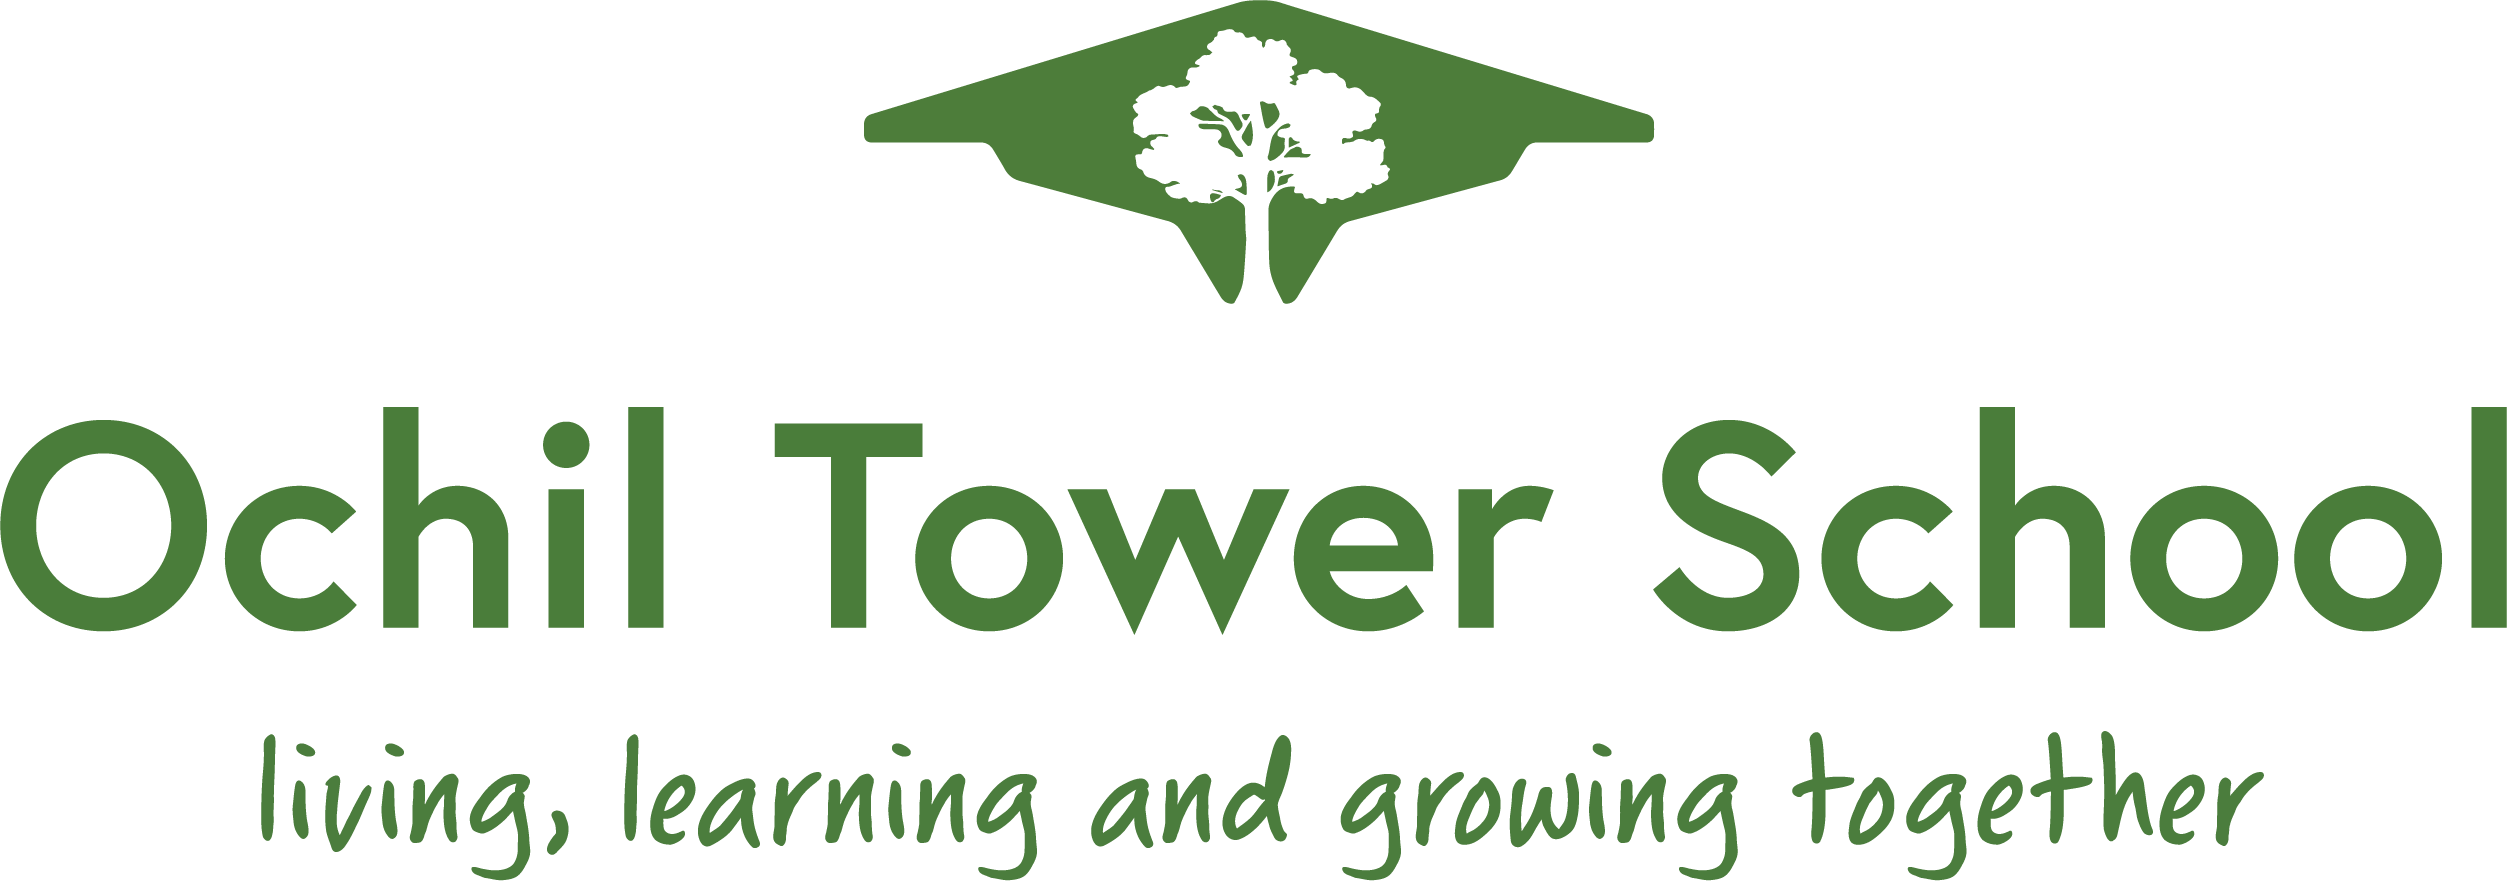 Ochil Tower School
living, learning and growing together